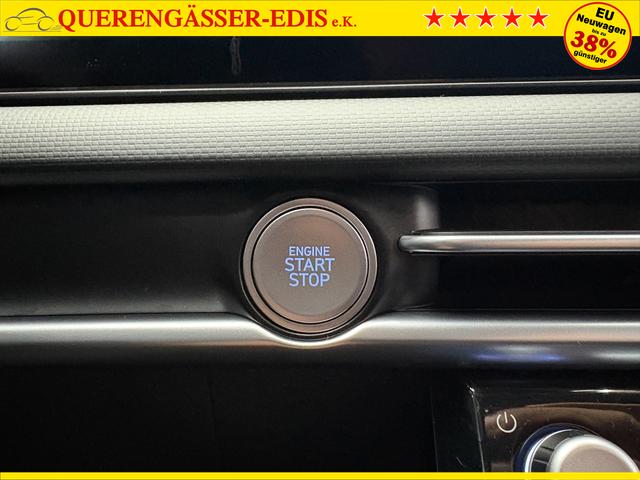 QUERENGÄSSER-EDIS e.K.
EU
Neuwagen
bis zu
38%
günstiger
ENGINE
START
STOP